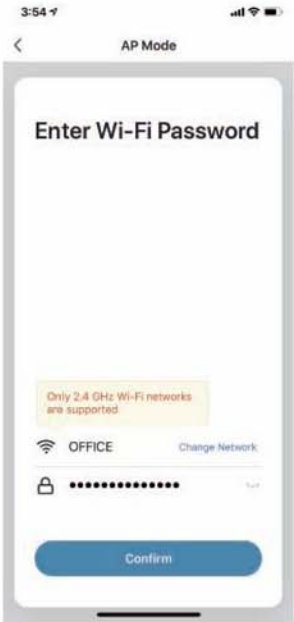 3:54
AP Mode
Enter Wi-Fi Password
Only 2.4 GHz Wi-Fi networks
are supported
OFFICE Change Network
••••••••••••••
Confirm